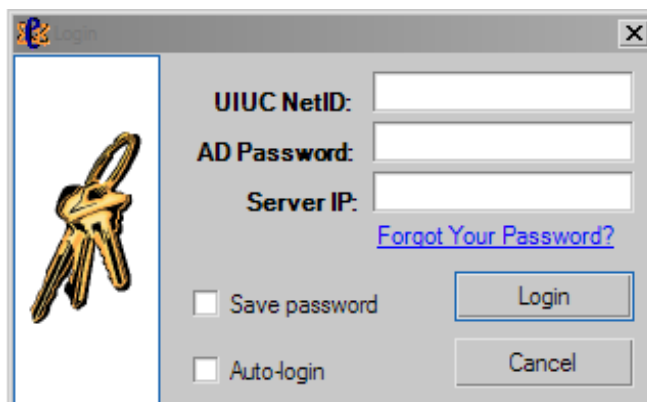 Login
UIUC NetID:
AD Password:
Server IP:
Forgot Your Password?
Save password
Login
Auto-login
Cancel